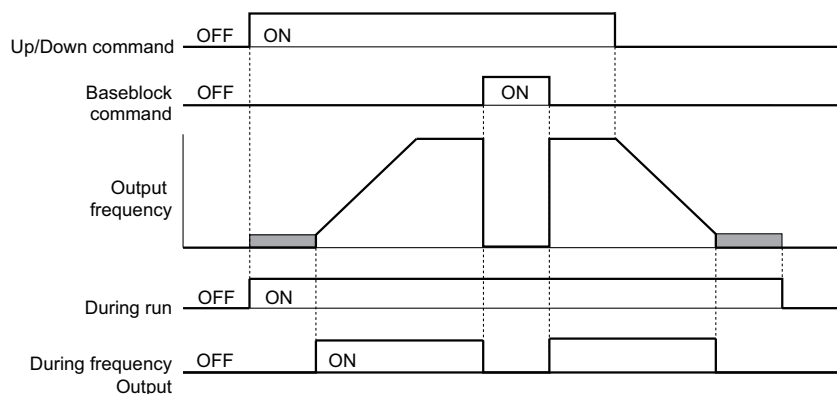 Up/Down command
OFF
ON
Baseblock
command
OFF
ON
Output
frequency
During run
OFF
ON
During frequency
Output
OFF
ON